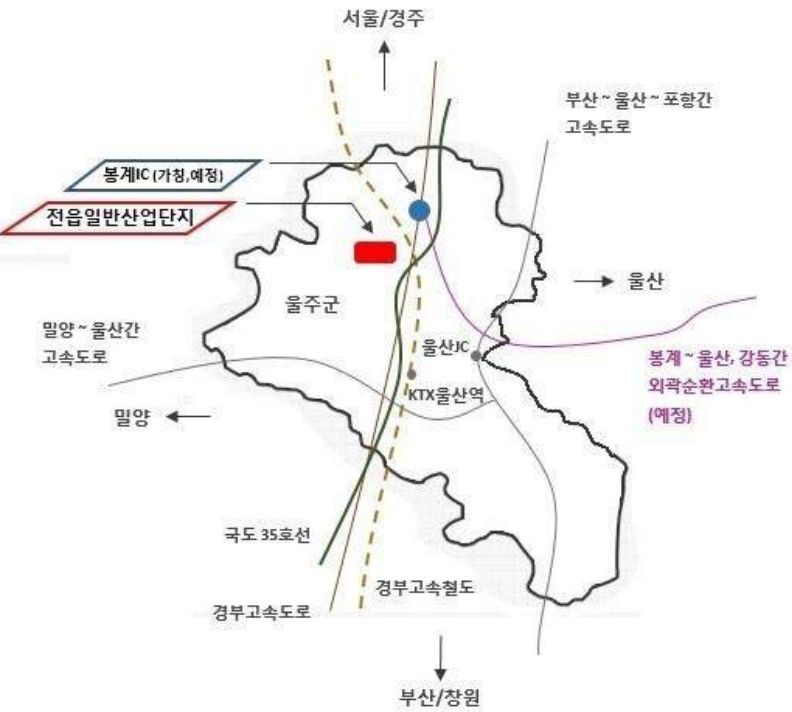 서울/경주
부산 ~ 울산 ~ 포항간
고속도로
봉계IC (가칭,예정)
전읍일반산업단지
울산
울주군
밀양 ~ 울산간
고속도로
울산JC
봉계 ~ 울산, 강동간
외곽순환고속도로
(예정)
KTX울산역
밀양
국도 35호선
경부고속철도
경부고속도로
부산/창원